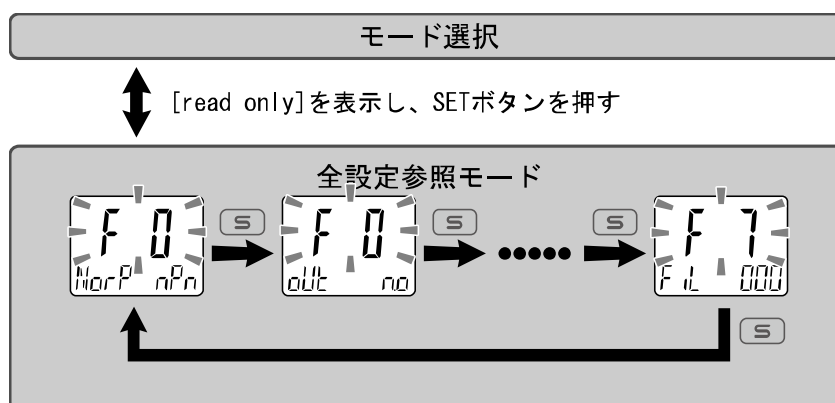 モード選択
[read only]を表示し、SETボタンを押す
全設定参照モード
F 0
NorP nPn
S
F 0
oUt no
S
•••••
S
F 7
FiL 000
S